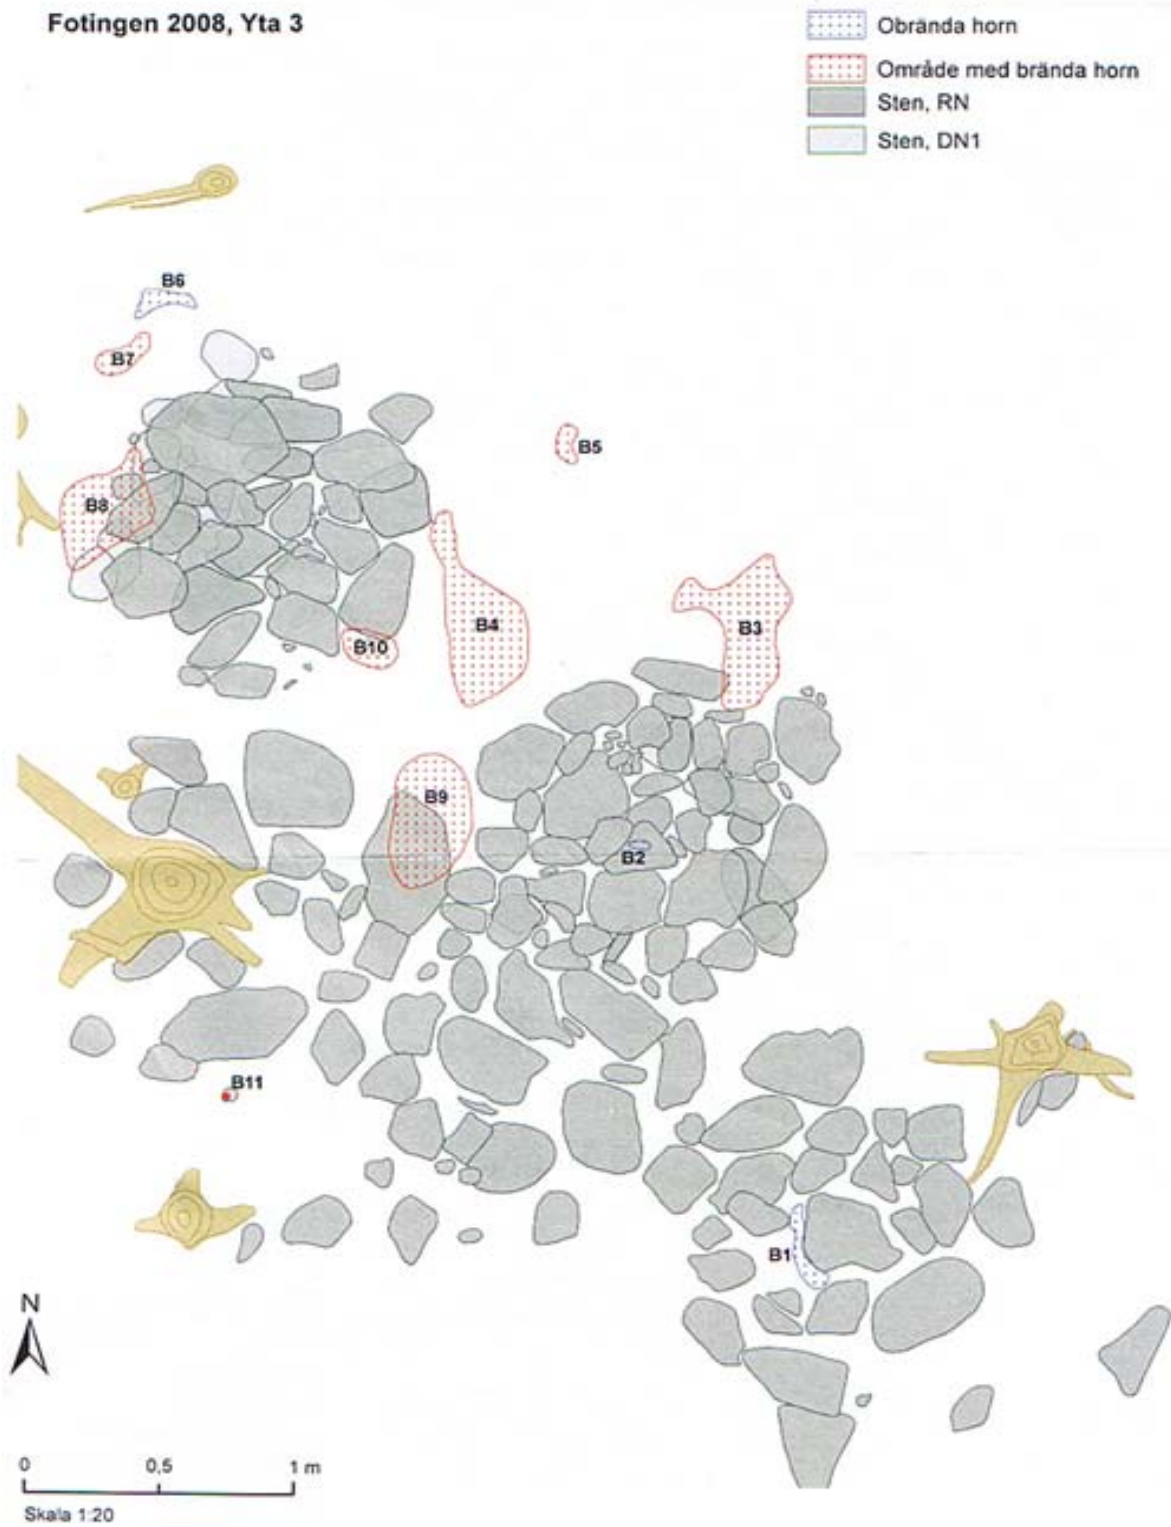 Fotingen 2008, Yta 3
Obrända horn
Område med brända horn
Sten, RN
Sten, DN1
B6
B7
B5
B8
B4
B3
B10
B9
B2
B11
B1
N
0 0,5 1 m
Skala 1:20